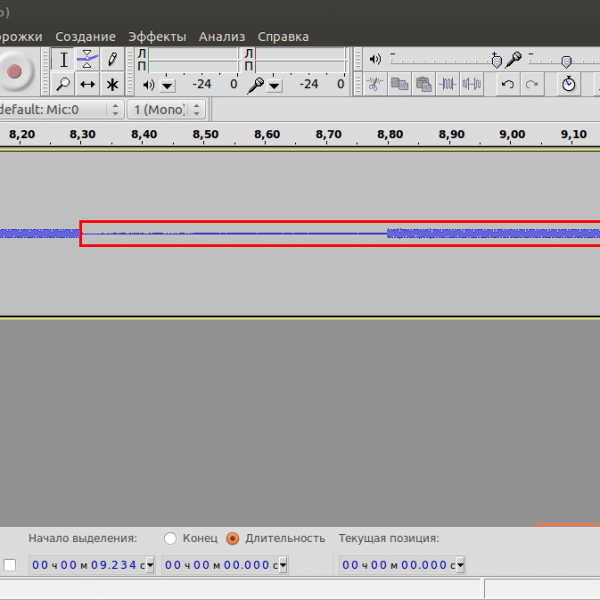 о)
рожки Создание Эффекты Анализ Справка
Л
П
Л
П
-24 0 -24 0
default: Mic:0 1 (Mono)
8,20 8,30 8,40 8,50 8,60 8,70 8,80 8,90 9,00 9,10
Начало выделения: Конец Длительность Текущая позиция:
00 ч 00 м 09.234 с 00 ч 00 м 00.000 с 00 ч 00 м 00.000 с